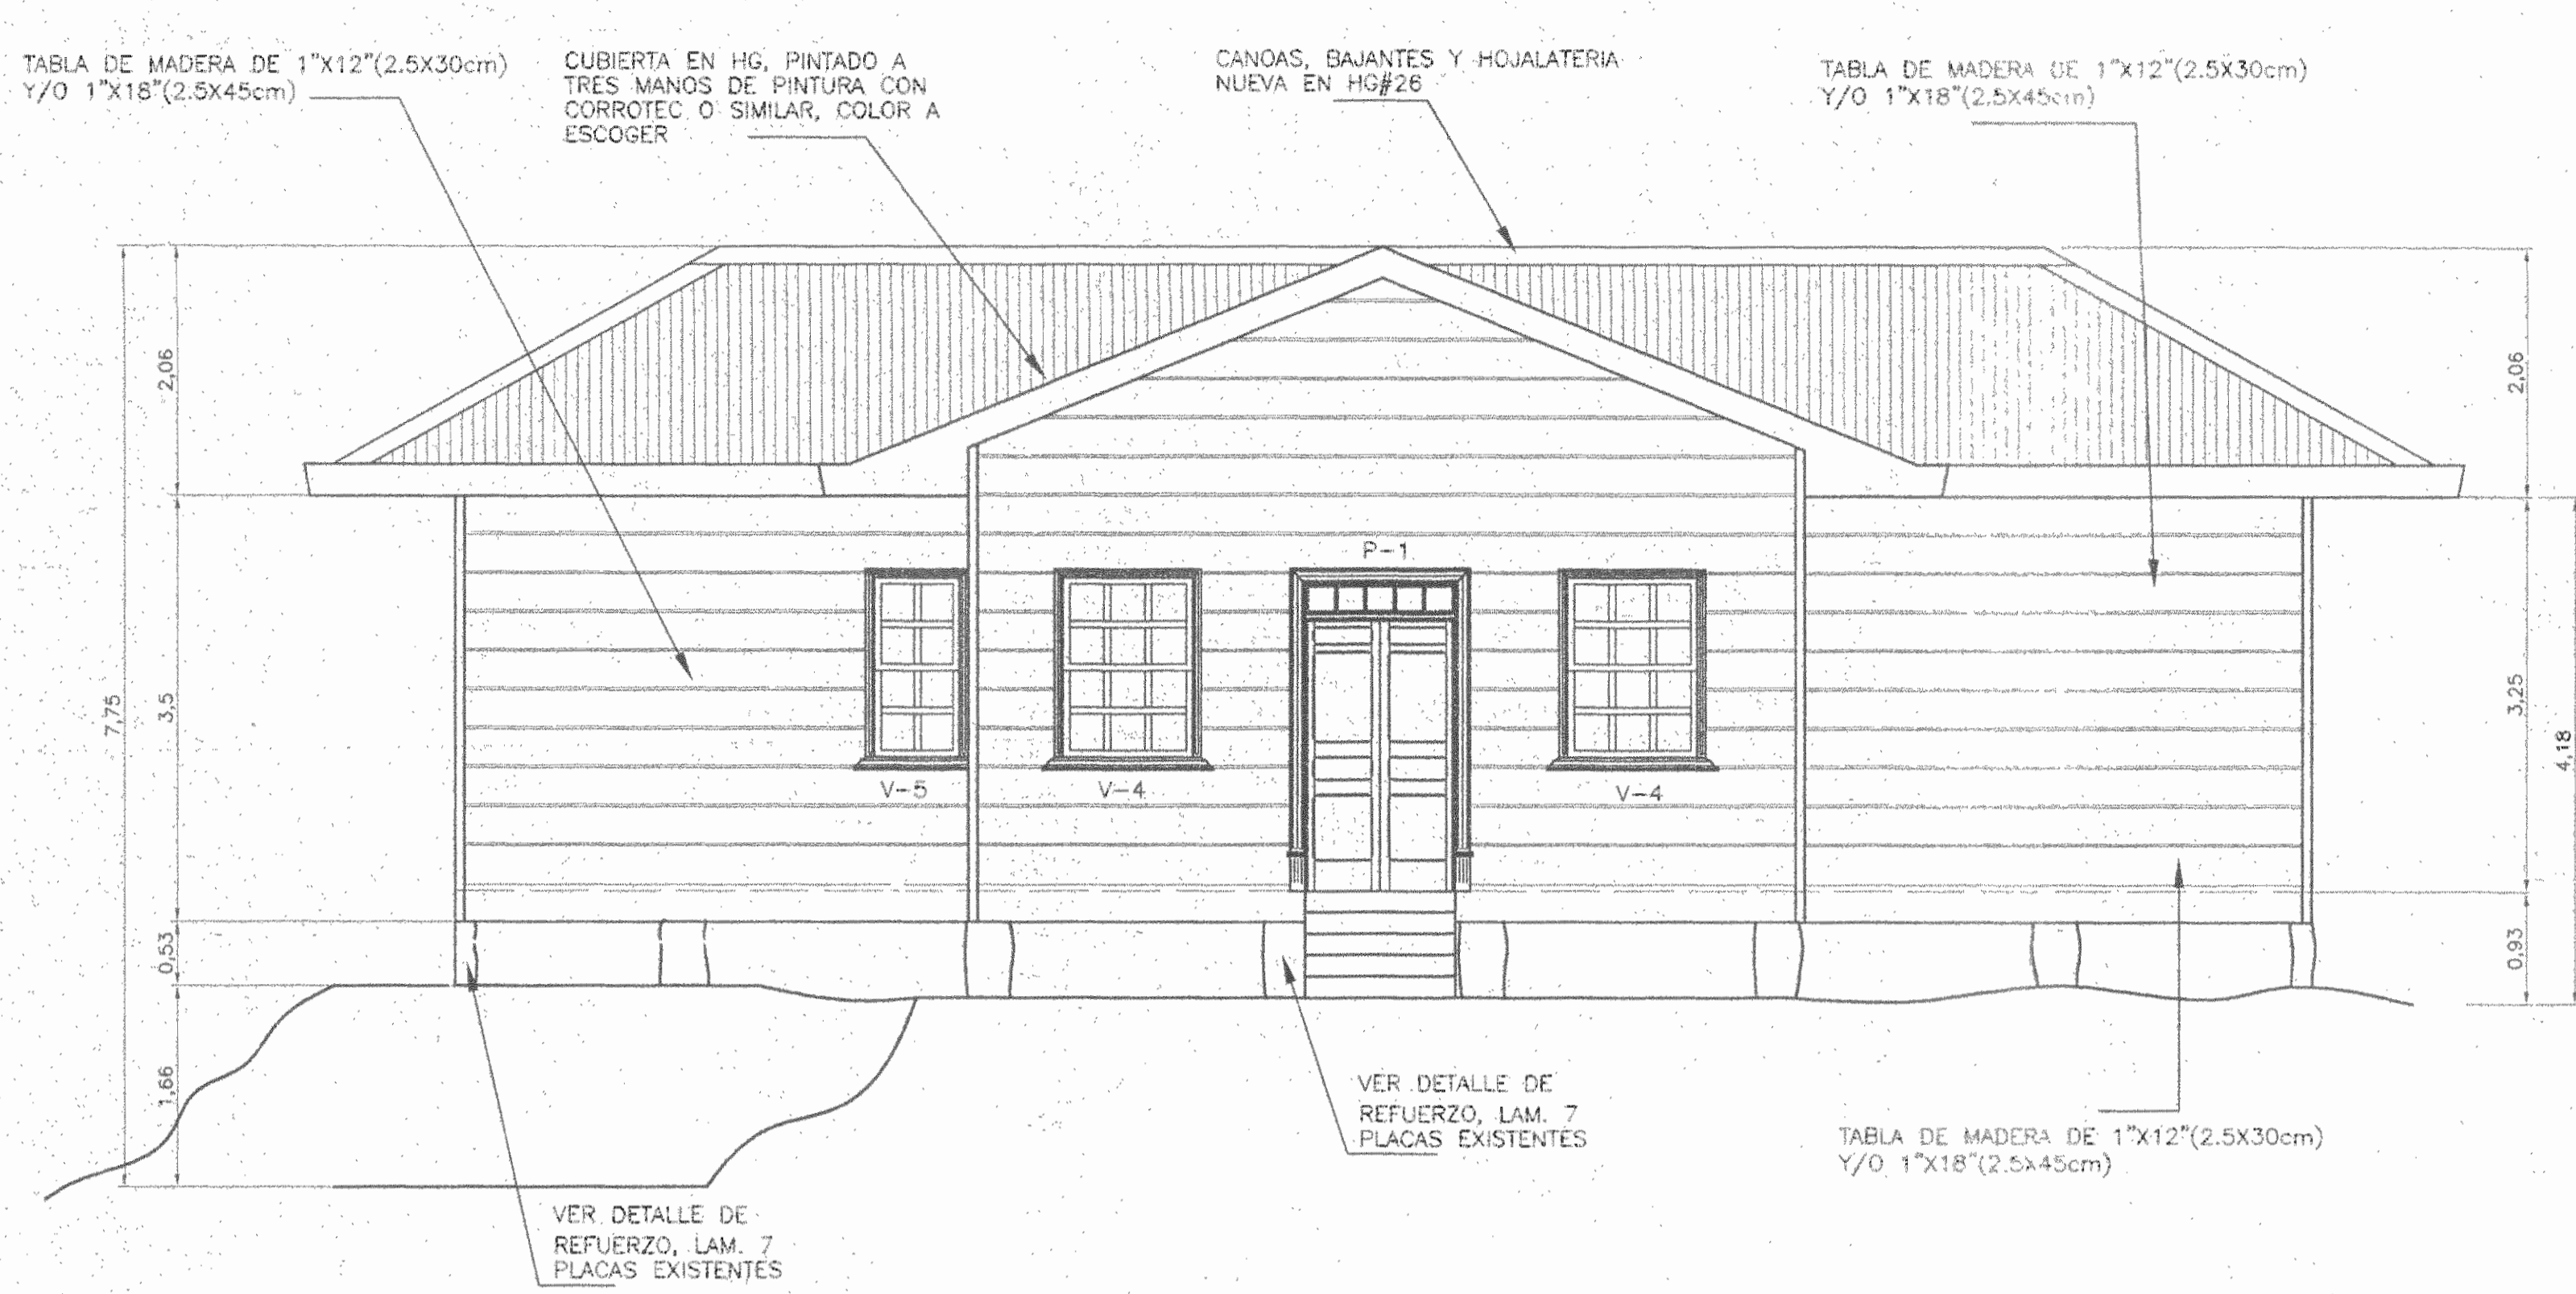 TABLA DE MADERA DE 1"X12"(2.5X30cm)
Y/O 1"X18"(2.5X45cm)
CUBIERTA EN HG, PINTADO A
TRES MANOS DE PINTURA CON
CORROTEC O SIMILAR, COLOR A
ESCOGER
CANOAS, BAJANTES Y HOJALATERIA
NUEVA EN HG#26
TABLA DE MADERA DE 1"X12"(2.5X30cm)
Y/O 1"X18"(2.5X45cm)
2,06
3,5
7,75
0,53
1,66
P-1
V-5
V-4
V-4
2,06
3,25
4,18
0,93
VER DETALLE DE
REFUERZO, LAM. 7
PLACAS EXISTENTES
VER DETALLE DE
REFUERZO, LAM. 7
PLACAS EXISTENTES
TABLA DE MADERA DE 1"X12"(2.5X30cm)
Y/O 1"X18"(2.5X45cm)